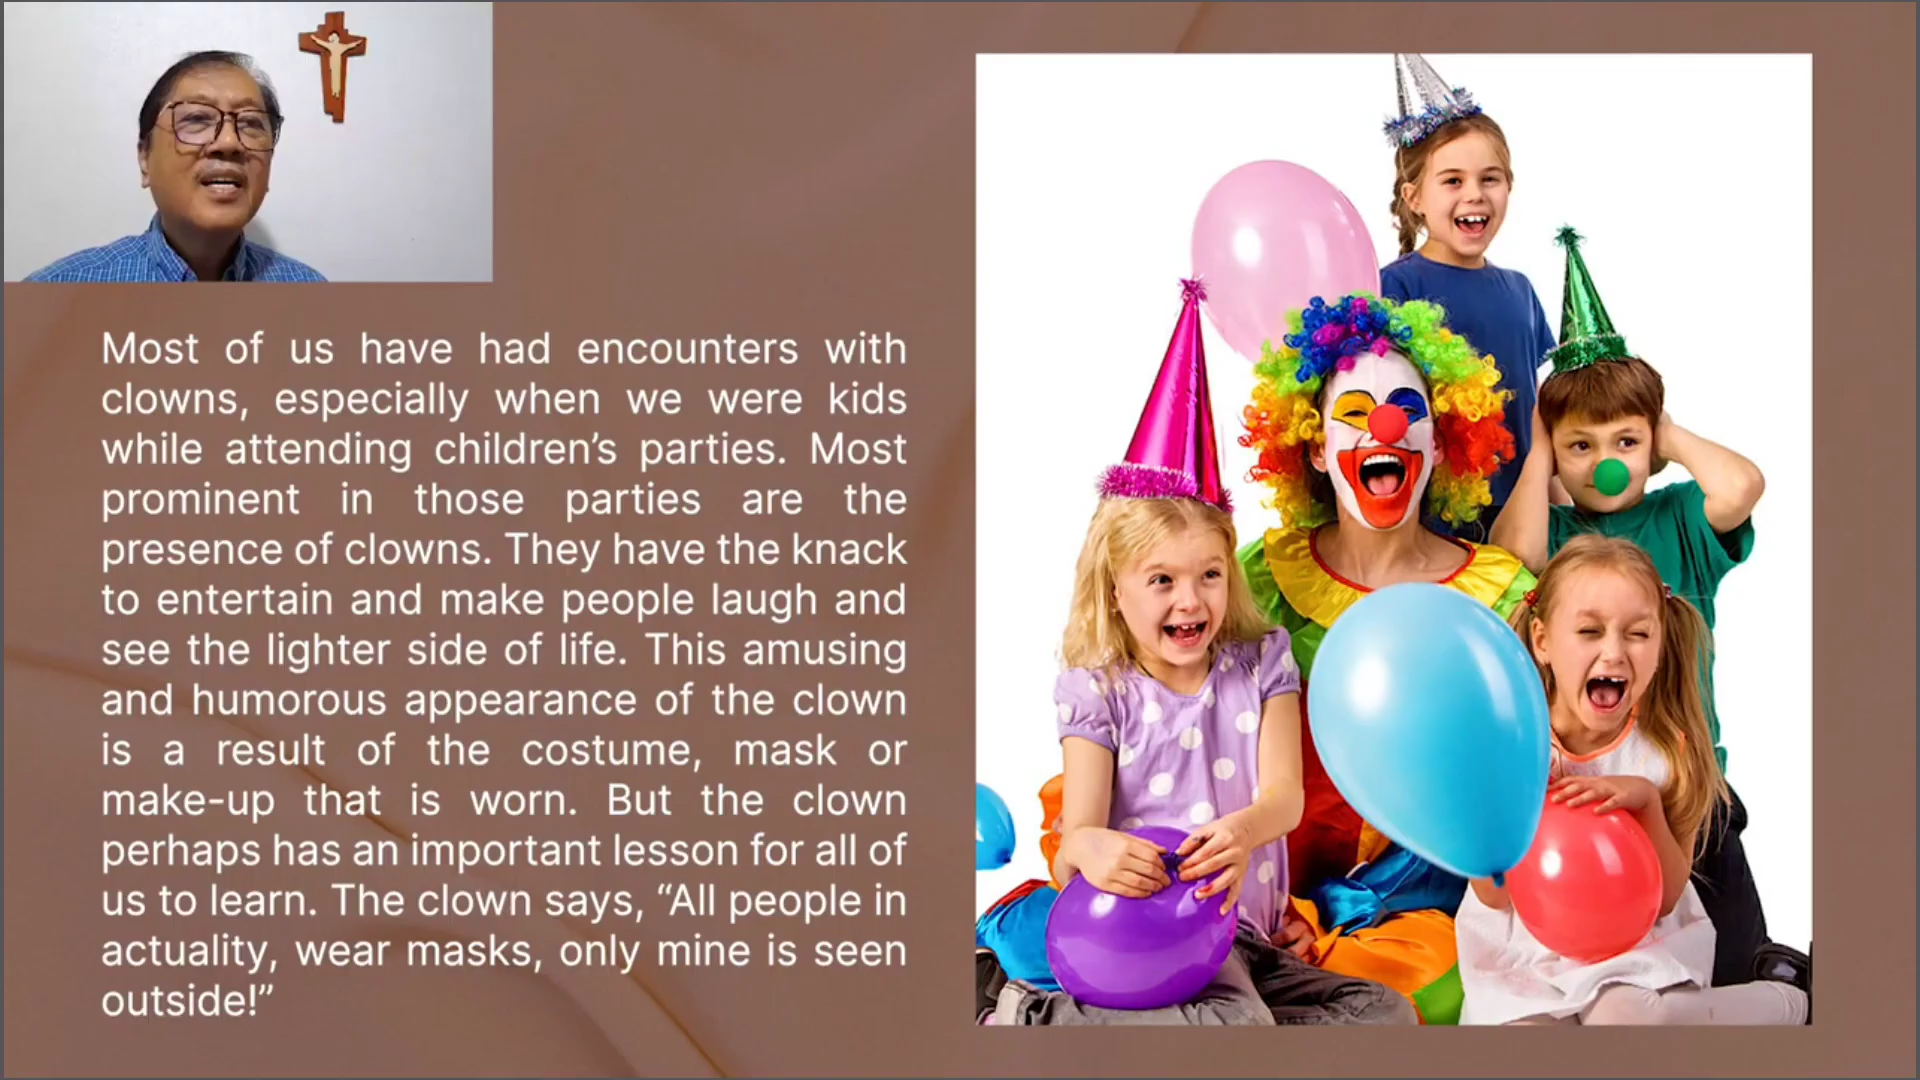 Most of us have had encounters with
clowns, especially when we were kids
while attending children’s parties. Most
prominent in those parties are the
presence of clowns. They have the knack
to entertain and make people laugh and
see the lighter side of life. This amusing
and humorous appearance of the clown
is a result of the costume, mask or
make-up that is worn. But the clown
perhaps has an important lesson for all of
us to learn. The clown says, “All people in
actuality, wear masks, only mine is seen
outside!”